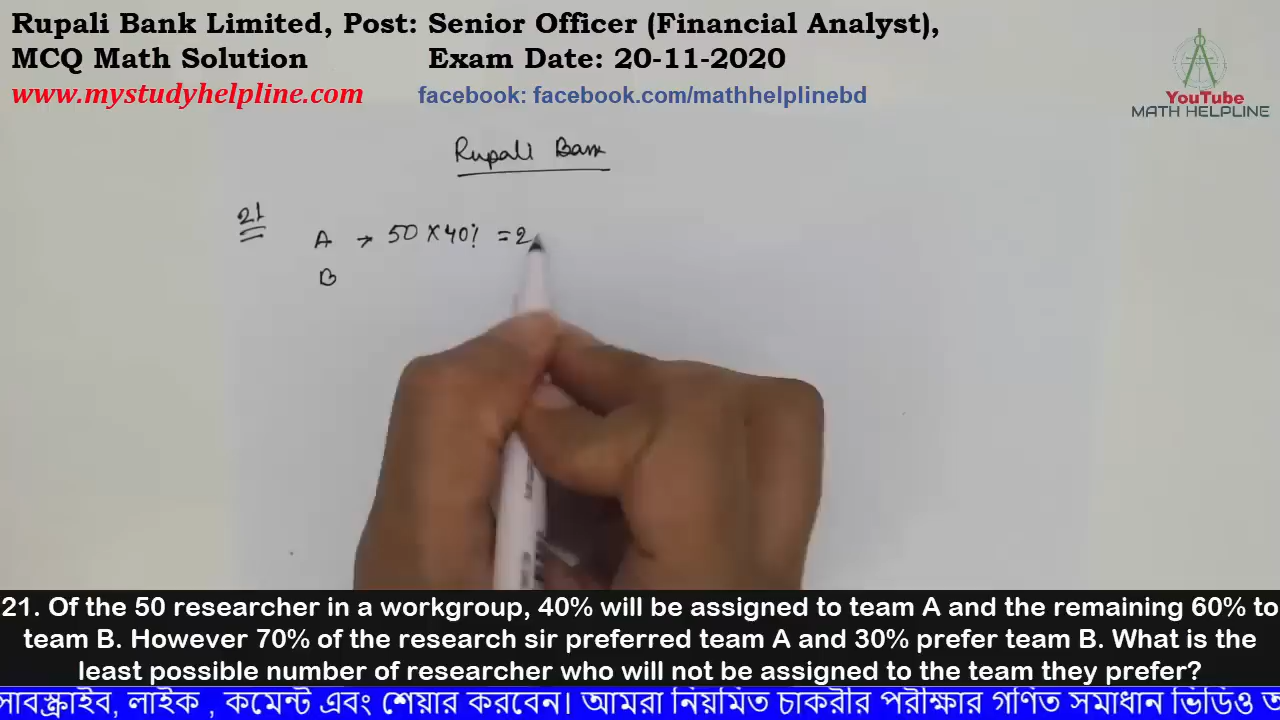 Rupali Bank Limited, Post: Senior Officer (Financial Analyst),
MCQ Math Solution Exam Date: 20-11-2020
www.mystudyhelpline.com facebook: facebook.com/mathhelplinebd
YouTube
MATH HELPLINE
Rupali Bank
21
A → 50 × 40% = 2
B
21. Of the 50 researcher in a workgroup, 40% will be assigned to team A and the remaining 60% to
team B. However 70% of the research sir preferred team A and 30% prefer team B. What is the
least possible number of researcher who will not be assigned to the team they prefer?
সাবস্ক্রাইব, লাইক , কমেন্ট এবং শেয়ার করবেন। আমরা নিয়মিত চাকরীর পরীক্ষার গণিত সমাধান ভিডিও